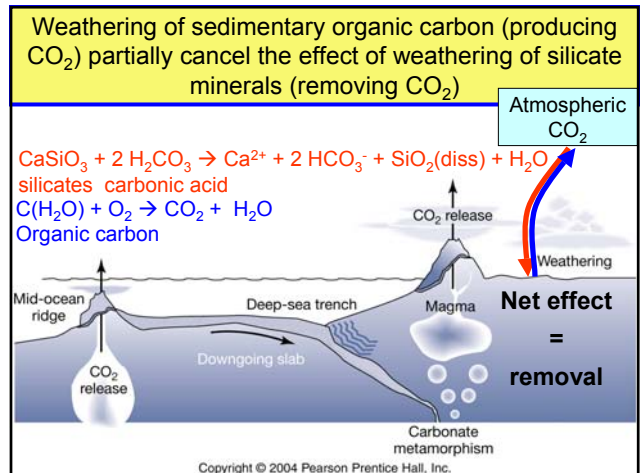 Weathering of sedimentary organic carbon (producing
CO₂) partially cancel the effect of weathering of silicate
minerals (removing CO₂)
Atmospheric
CO₂
CaSiO₃ + 2 H₂CO₃ → Ca²⁺ + 2 HCO₃⁻ + SiO₂(diss) + H₂O
silicates carbonic acid
C(H₂O) + O₂ → CO₂ + H₂O
Organic carbon
CO₂ release
Weathering
Mid-ocean
ridge
Deep-sea trench
Magma
Net effect
=
removal
Downgoing slab
CO₂
release
Carbonate
metamorphism
Copyright © 2004 Pearson Prentice Hall, Inc.